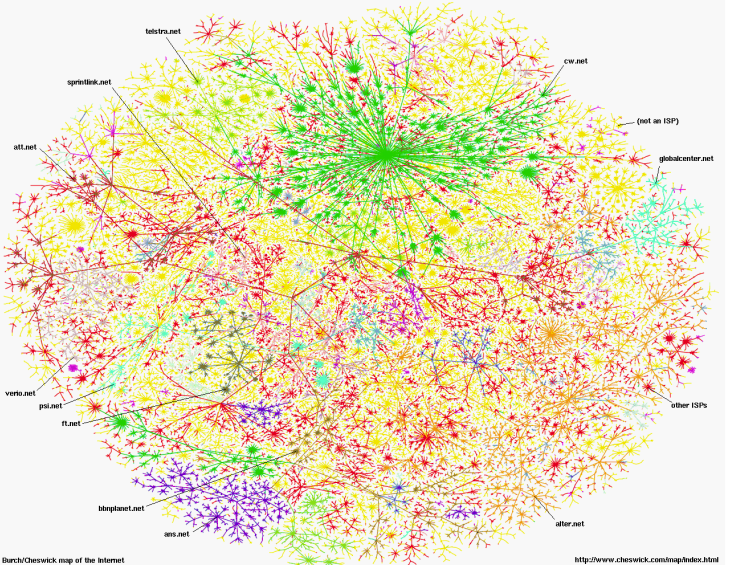 telstra.net
sprintlink.net
cw.net
(not an ISP)
att.net
globalcenter.net
verio.net
psi.net
ft.net
other ISPs
bbnplanet.net
alter.net
ans.net
Burch/Cheswick map of the Internet
http://www.cheswick.com/map/index.html